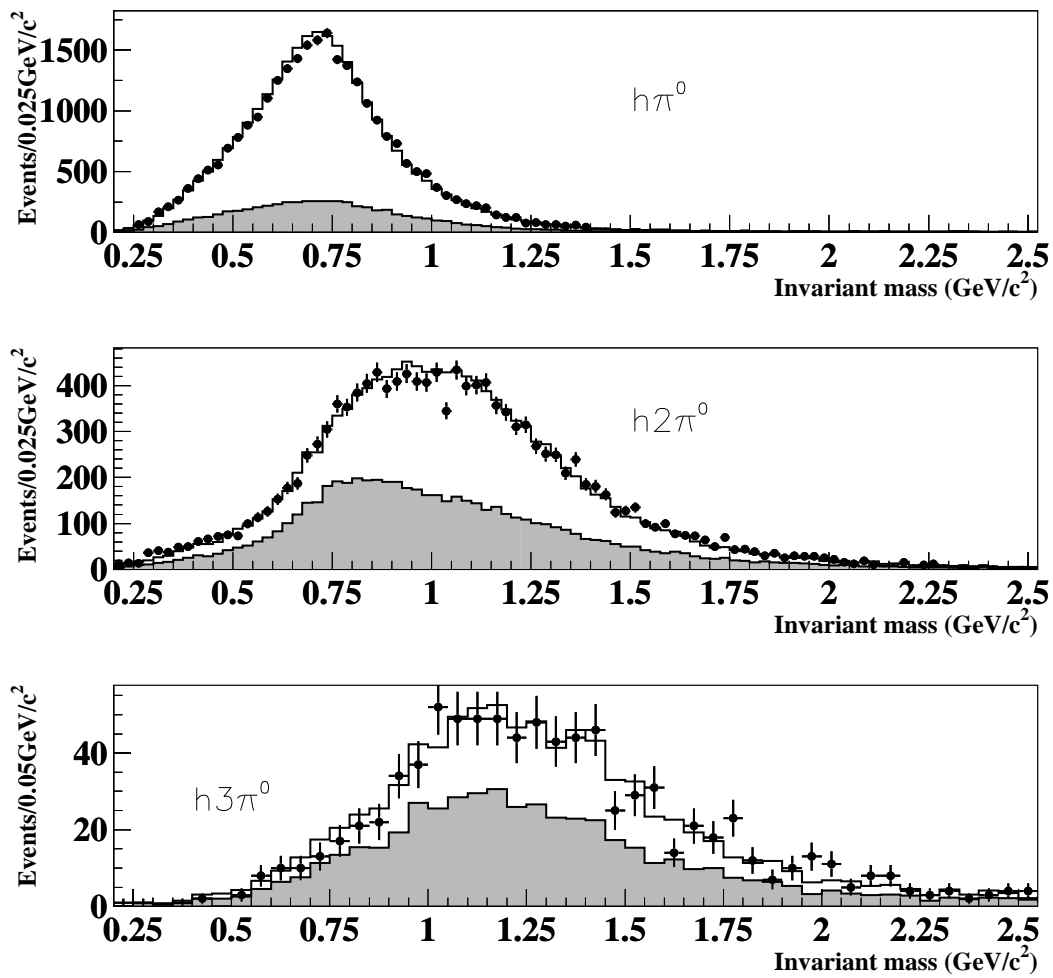 Events/0.025GeV/c²
1500
1000
500
0
hπ⁰
0.25 0.5 0.75 1 1.25 1.5 1.75 2 2.25 2.5
Invariant mass (GeV/c²)
Events/0.025GeV/c²
400
300
200
100
0
h2π⁰
0.25 0.5 0.75 1 1.25 1.5 1.75 2 2.25 2.5
Invariant mass (GeV/c²)
Events/0.05GeV/c²
40
20
0
h3π⁰
0.25 0.5 0.75 1 1.25 1.5 1.75 2 2.25 2.5
Invariant mass (GeV/c²)